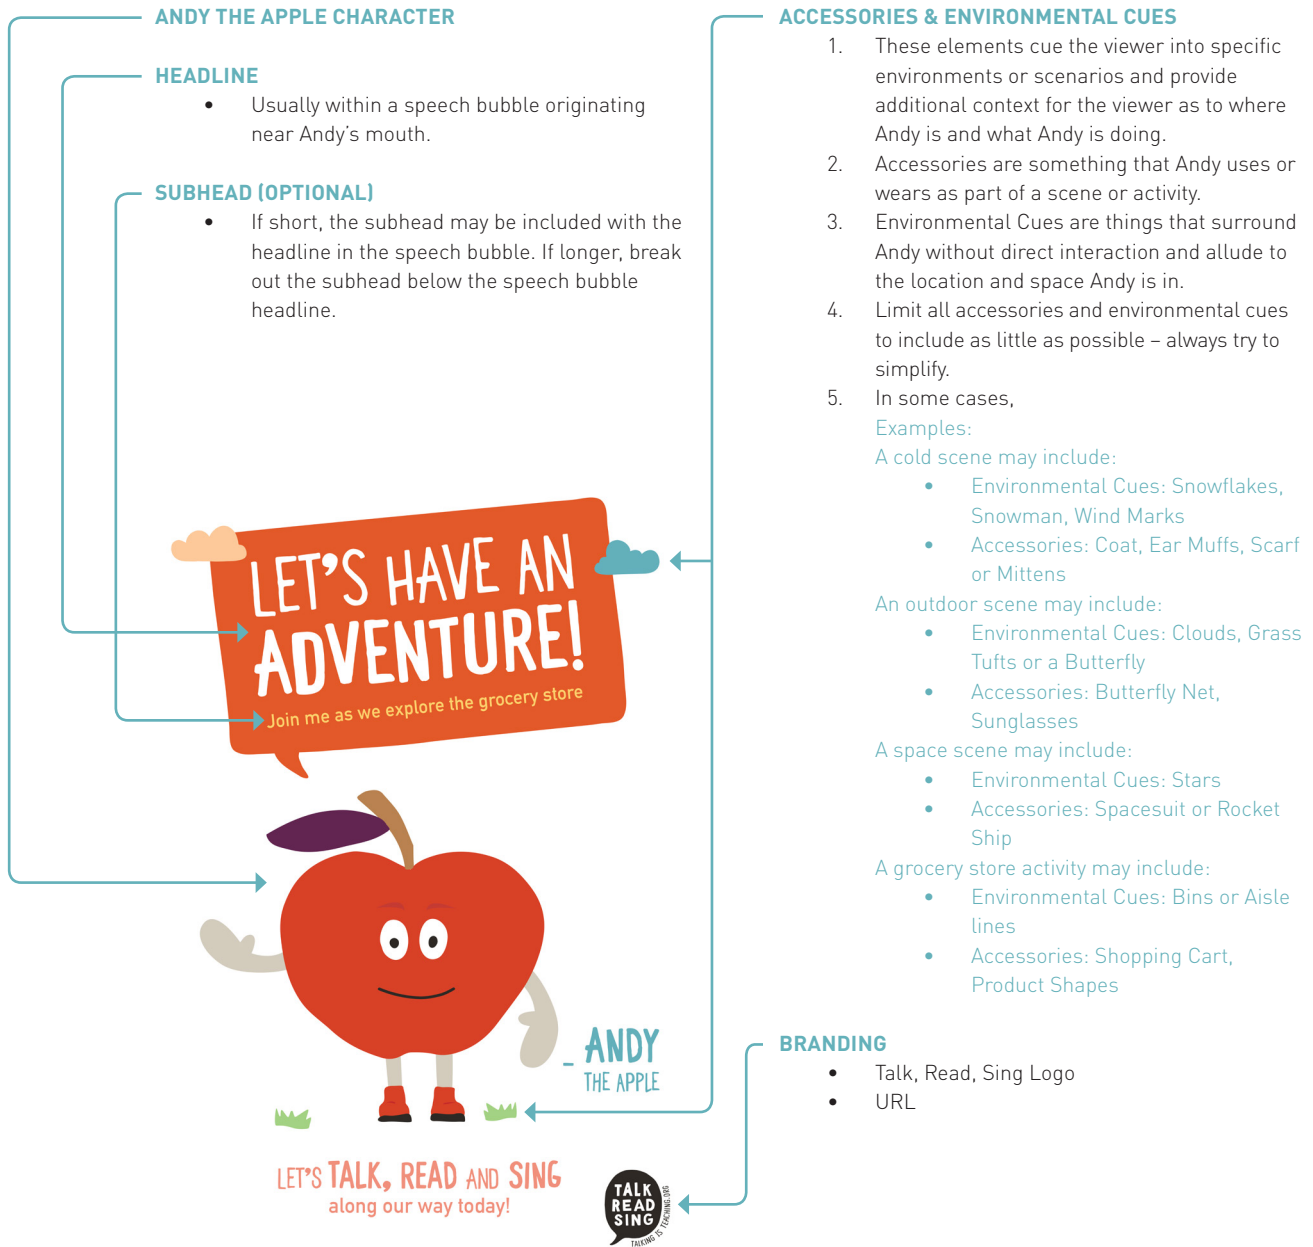 ANDY THE APPLE CHARACTER
HEADLINE
• Usually within a speech bubble originating
near Andy's mouth.
SUBHEAD (OPTIONAL)
• If short, the subhead may be included with the
headline in the speech bubble. If longer, break
out the subhead below the speech bubble
headline.
LET'S HAVE AN
ADVENTURE!
Join me as we explore the grocery store
– ANDY
THE APPLE
LET'S TALK, READ AND SING
along our way today!
TALK
READ
SING
TALKING IS TEACHING.ORG
ACCESSORIES & ENVIRONMENTAL CUES
1. These elements cue the viewer into specific
environments or scenarios and provide
additional context for the viewer as to where
Andy is and what Andy is doing.
2. Accessories are something that Andy uses or
wears as part of a scene or activity.
3. Environmental Cues are things that surround
Andy without direct interaction and allude to
the location and space Andy is in.
4. Limit all accessories and environmental cues
to include as little as possible – always try to
simplify.
5. In some cases,
Examples:
A cold scene may include:
• Environmental Cues: Snowflakes,
Snowman, Wind Marks
• Accessories: Coat, Ear Muffs, Scarf
or Mittens
An outdoor scene may include:
• Environmental Cues: Clouds, Grass
Tufts or a Butterfly
• Accessories: Butterfly Net,
Sunglasses
A space scene may include:
• Environmental Cues: Stars
• Accessories: Spacesuit or Rocket
Ship
A grocery store activity may include:
• Environmental Cues: Bins or Aisle
lines
• Accessories: Shopping Cart,
Product Shapes
BRANDING
• Talk, Read, Sing Logo
• URL